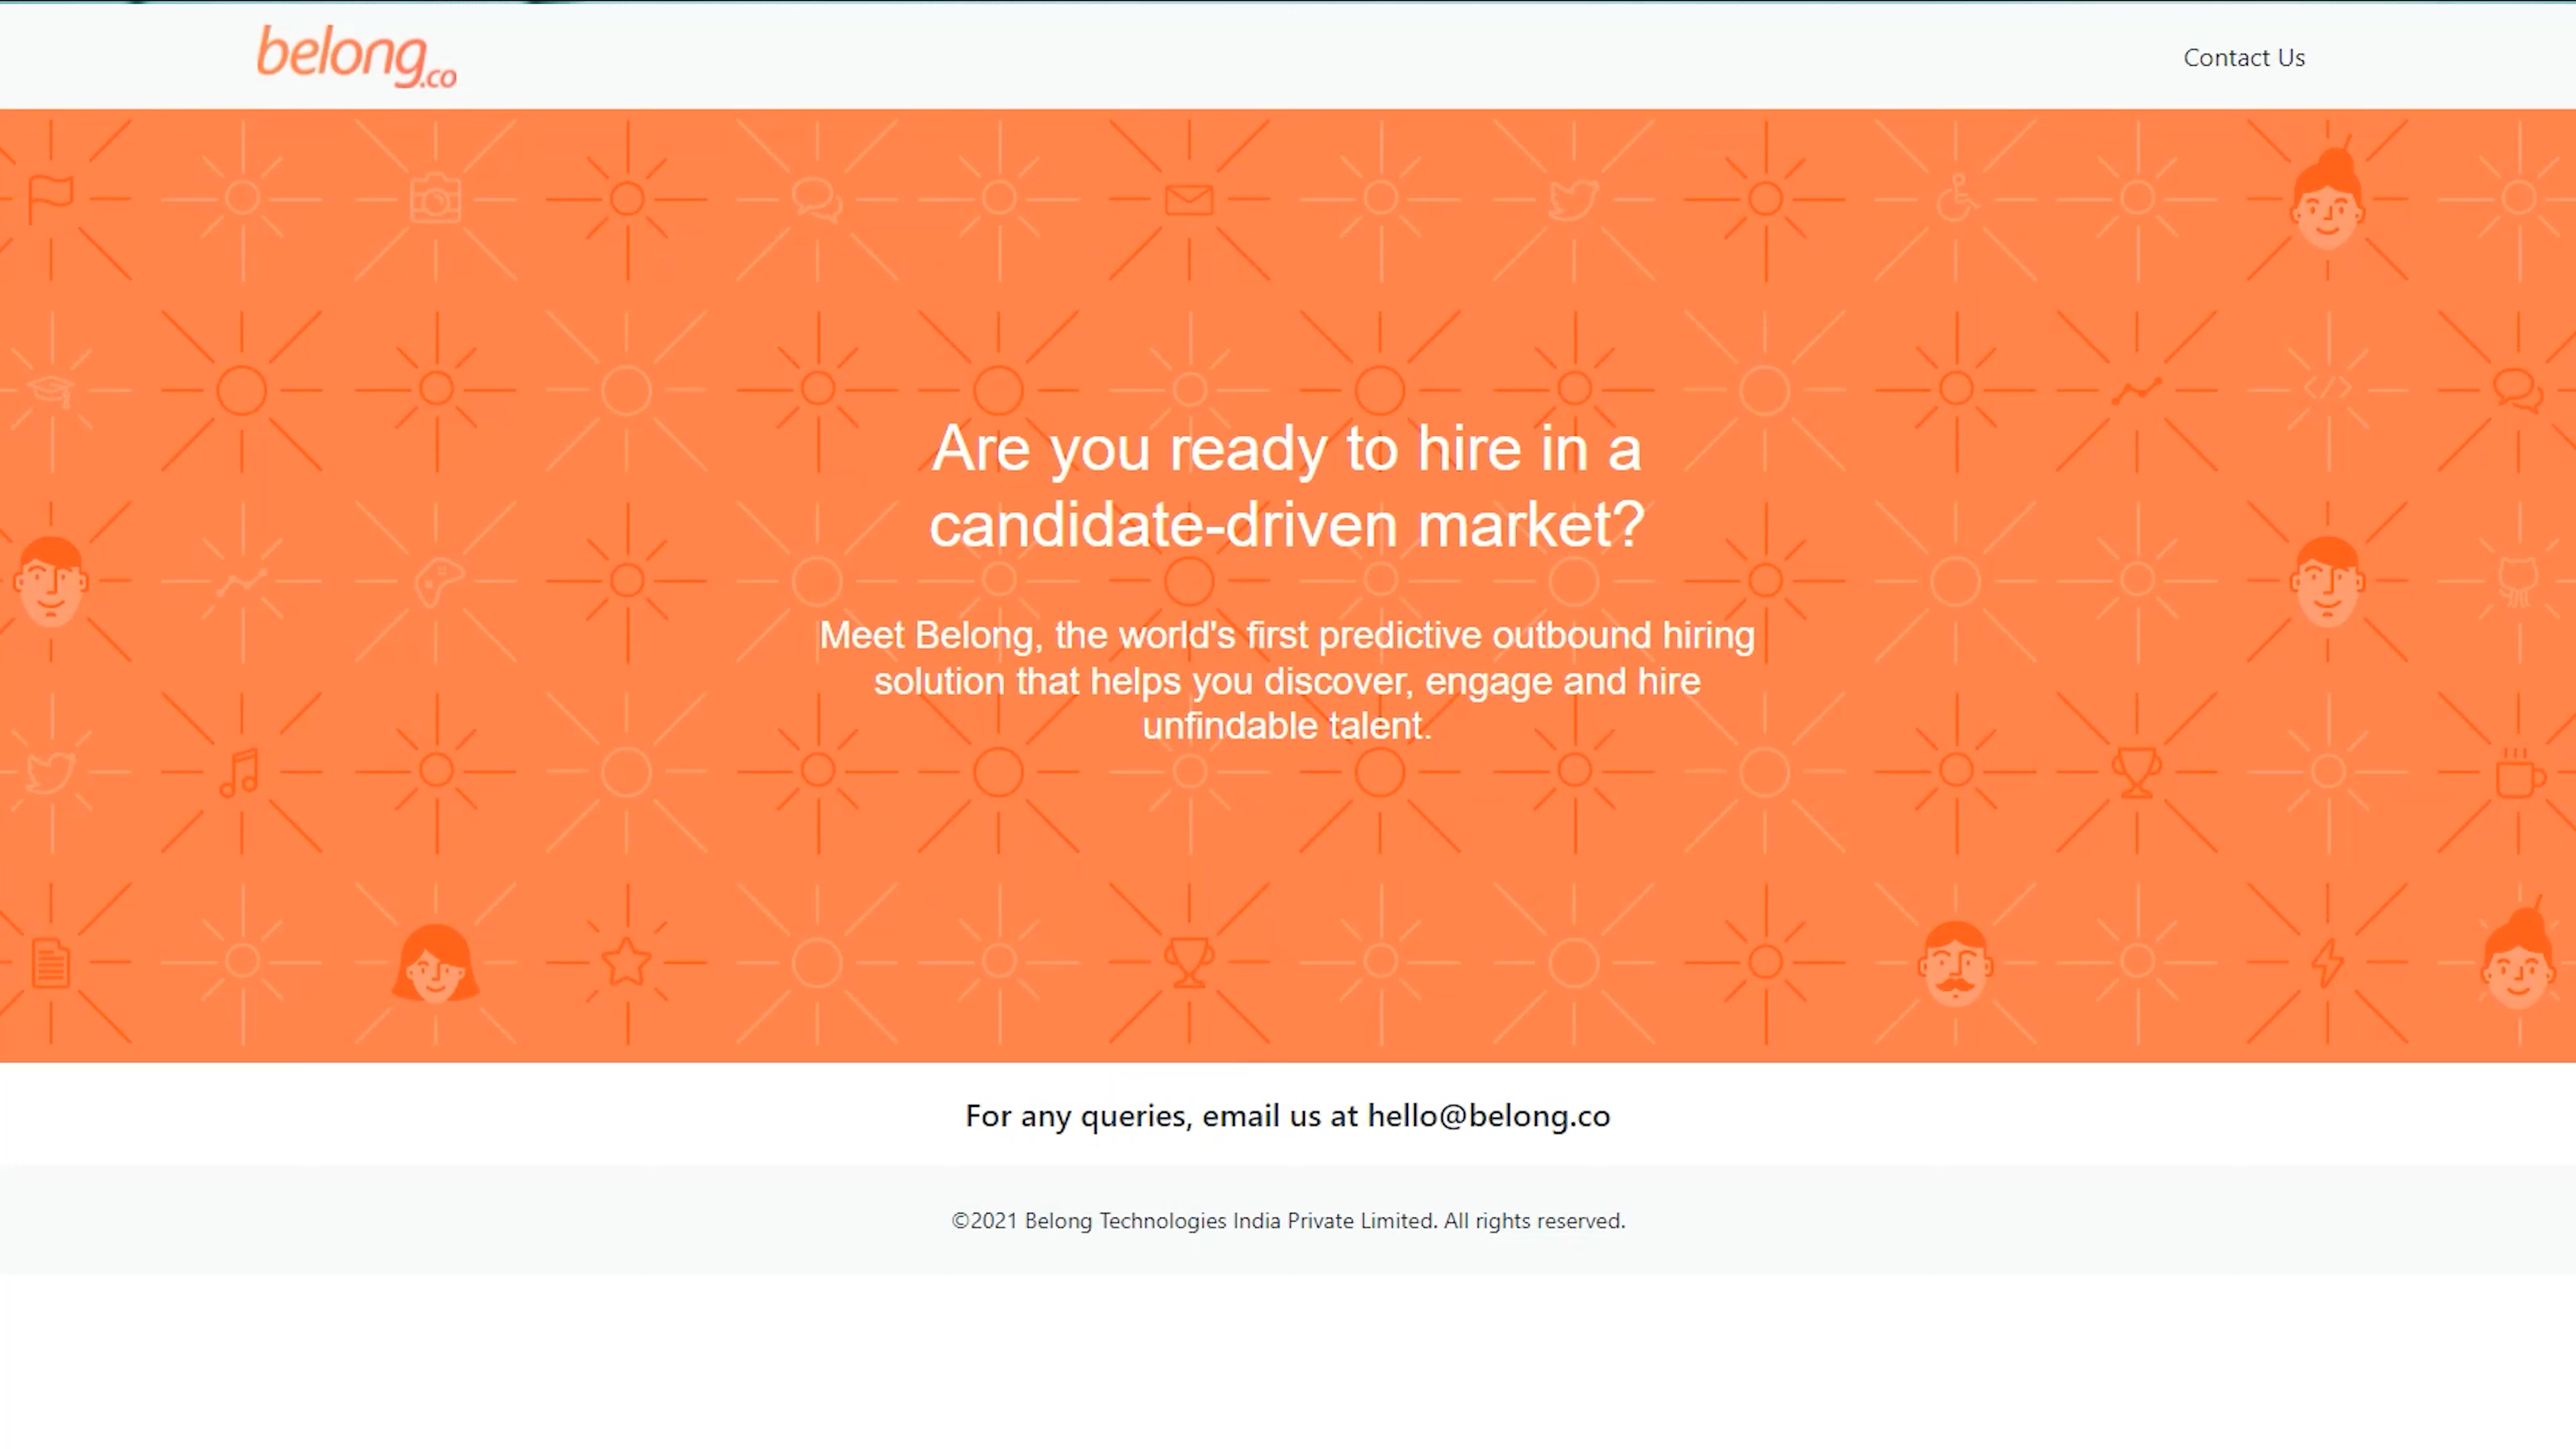 belong.co
Contact Us
Are you ready to hire in a
candidate-driven market?
Meet Belong, the world's first predictive outbound hiring
solution that helps you discover, engage and hire
unfindable talent.
For any queries, email us at hello@belong.co
©2021 Belong Technologies India Private Limited. All rights reserved.